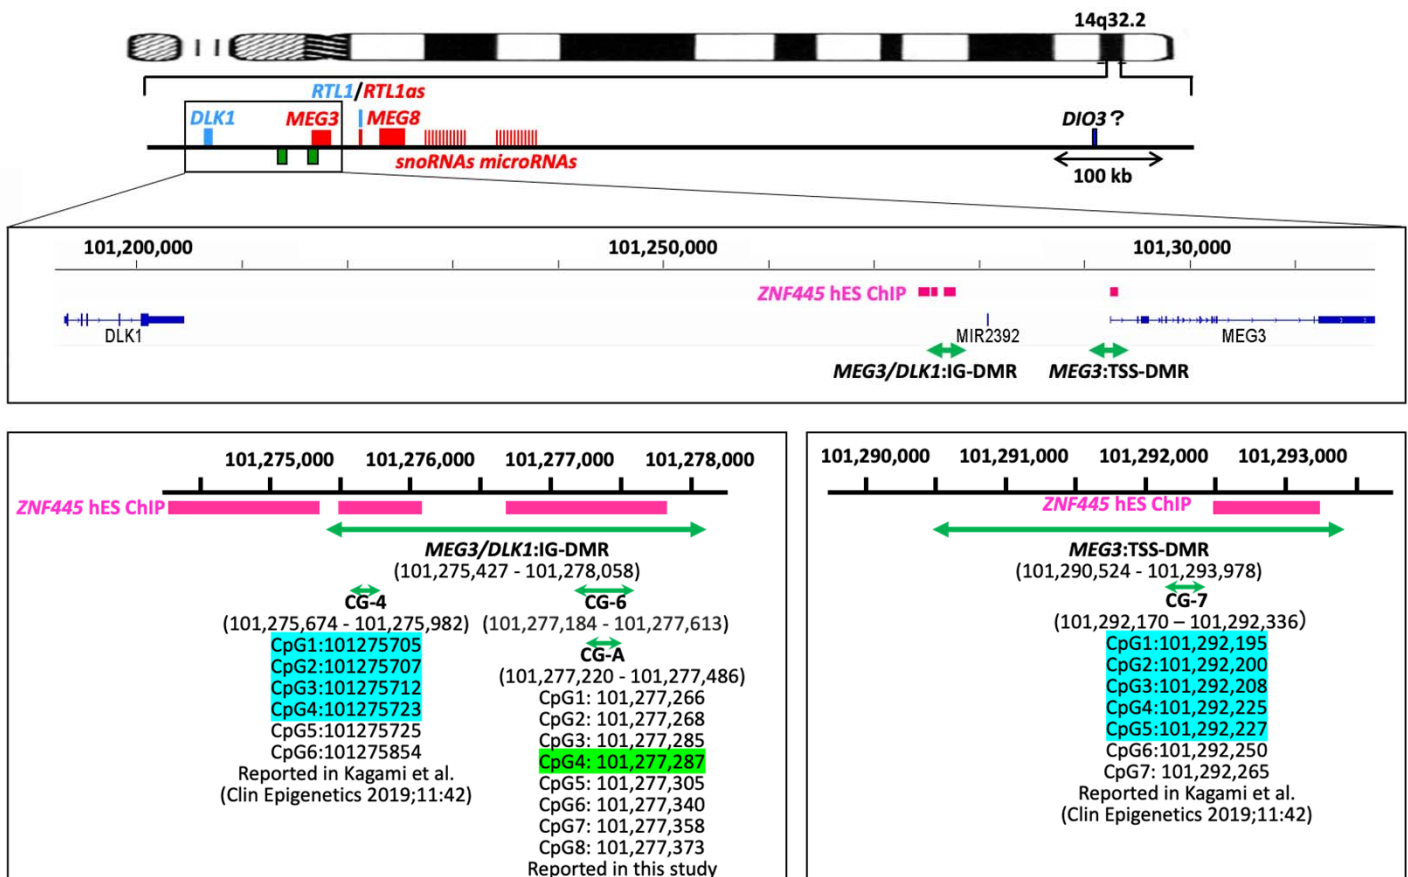 14q32.2
RTL1/RTL1as
DLK1 MEG3 MEG8 DIO3 ?
snoRNAs microRNAs
100 kb
101,200,000 101,250,000 101,30,000
ZNF445 hES ChIP
DLK1 MIR2392 MEG3
MEG3/DLK1:IG-DMR MEG3:TSS-DMR
101,275,000 101,276,000 101,277,000 101,278,000
ZNF445 hES ChIP
MEG3/DLK1:IG-DMR
(101,275,427 - 101,278,058)
CG-4
(101,275,674 - 101,275,982)
CpG1:101275705
CpG2:101275707
CpG3:101275712
CpG4:101275723
CpG5:101275725
CpG6:101275854
Reported in Kagami et al.
(Clin Epigenetics 2019;11:42)
CG-6
(101,277,184 - 101,277,613)
CG-A
(101,277,220 - 101,277,486)
CpG1: 101,277,266
CpG2: 101,277,268
CpG3: 101,277,285
CpG4: 101,277,287
CpG5: 101,277,305
CpG6: 101,277,340
CpG7: 101,277,358
CpG8: 101,277,373
Reported in this study
101,290,000 101,291,000 101,292,000 101,293,000
ZNF445 hES ChIP
MEG3:TSS-DMR
(101,290,524 - 101,293,978)
CG-7
(101,292,170 – 101,292,336)
CpG1:101,292,195
CpG2:101,292,200
CpG3:101,292,208
CpG4:101,292,225
CpG5:101,292,227
CpG6:101,292,250
CpG7: 101,292,265
Reported in Kagami et al.
(Clin Epigenetics 2019;11:42)